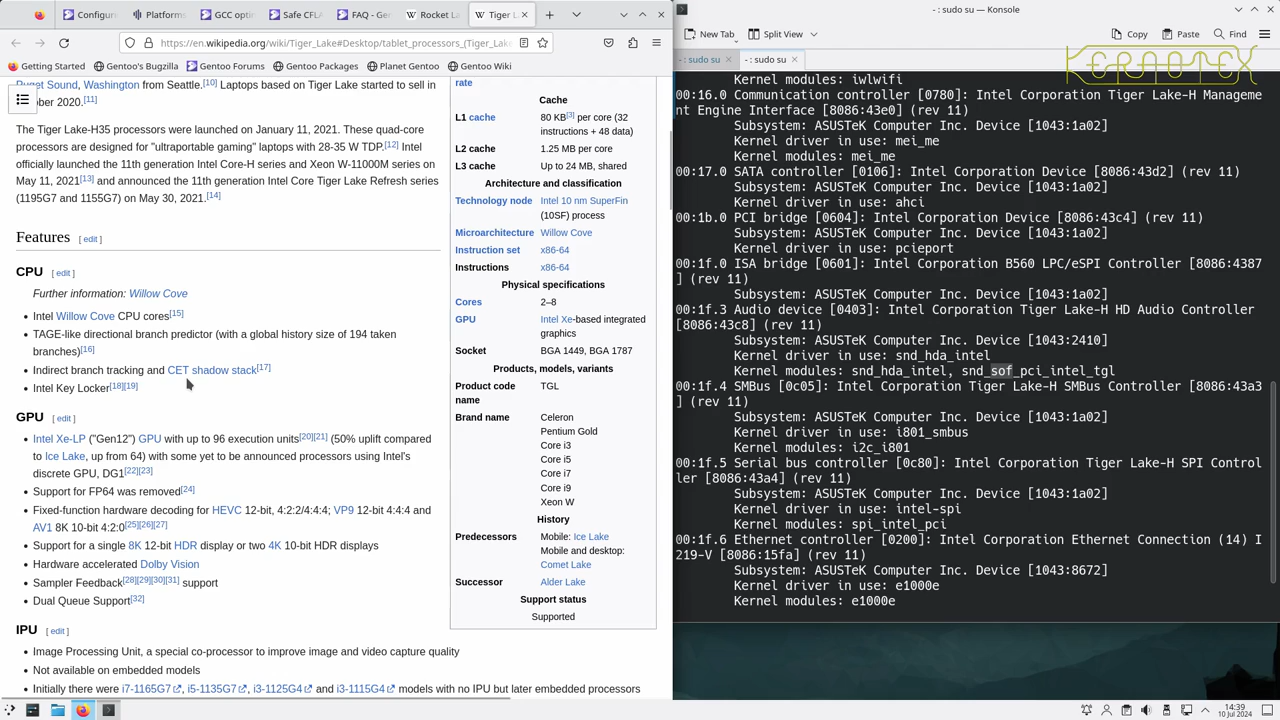 Configur
Platforms
GCC opti
Safe CFLA
FAQ - Ger
Rocket La
Tiger L
- : sudo su — Konsole
https://en.wikipedia.org/wiki/Tiger_Lake#Desktop/tablet_processors_(Tiger_Lake-
Getting Started
Gentoo's Bugzilla
Gentoo Forums
Gentoo Packages
Planet Gentoo
Gentoo Wiki
New Tab
Split View
Copy
Paste
Find
- : sudo su
- : sudo su
KERNOTEX
Puget Sound, Washington from Seattle.[10] Laptops based on Tiger Lake started to sell in
ober 2020.[11]
The Tiger Lake-H35 processors were launched on January 11, 2021. These quad-core
processors are designed for "ultraportable gaming" laptops with 28-35 W TDP.[12] Intel
officially launched the 11th generation Intel Core-H series and Xeon W-11000M series on
May 11, 2021[13] and announced the 11th generation Intel Core Tiger Lake Refresh series
(1195G7 and 1155G7) on May 30, 2021.[14]
Features [ edit ]
CPU [ edit ]
Further information: Willow Cove
• Intel Willow Cove CPU cores[15]
• TAGE-like directional branch predictor (with a global history size of 194 taken
branches)[16]
• Indirect branch tracking and CET shadow stack[17]
• Intel Key Locker[18][19]
GPU [ edit ]
• Intel Xe-LP ("Gen12") GPU with up to 96 execution units[20][21] (50% uplift compared
to Ice Lake, up from 64) with some yet to be announced processors using Intel's
discrete GPU, DG1[22][23]
• Support for FP64 was removed[24]
• Fixed-function hardware decoding for HEVC 12-bit, 4:2:2/4:4:4; VP9 12-bit 4:4:4 and
AV1 8K 10-bit 4:2:0[25][26][27]
• Support for a single 8K 12-bit HDR display or two 4K 10-bit HDR displays
• Hardware accelerated Dolby Vision
• Sampler Feedback[28][29][30][31] support
• Dual Queue Support[32]
IPU [ edit ]
• Image Processing Unit, a special co-processor to improve image and video capture quality
• Not available on embedded models
• Initially there were i7-1165G7, i5-1135G7, i3-1125G4 and i3-1115G4 models with no IPU but later embedded processors
rate
Cache
L1 cache 80 KB[3] per core (32
instructions + 48 data)
L2 cache 1.25 MB per core
L3 cache Up to 24 MB, shared
Architecture and classification
Technology node Intel 10 nm SuperFin
(10SF) process
Microarchitecture Willow Cove
Instruction set x86-64
Instructions x86-64
Physical specifications
Cores 2–8
GPU Intel Xe-based integrated
graphics
Socket BGA 1449, BGA 1787
Products, models, variants
Product code TGL
name
Brand name Celeron
Pentium Gold
Core i3
Core i5
Core i7
Core i9
Xeon W
History
Predecessors Mobile: Ice Lake
Mobile and desktop:
Comet Lake
Successor Alder Lake
Support status
Supported
Kernel modules: iwlwifi
00:16.0 Communication controller [0780]: Intel Corporation Tiger Lake-H Manageme
nt Engine Interface [8086:43e0] (rev 11)
Subsystem: ASUSTeK Computer Inc. Device [1043:1a02]
Kernel driver in use: mei_me
Kernel modules: mei_me
00:17.0 SATA controller [0106]: Intel Corporation Device [8086:43d2] (rev 11)
Subsystem: ASUSTeK Computer Inc. Device [1043:1a02]
Kernel driver in use: ahci
00:1b.0 PCI bridge [0604]: Intel Corporation Device [8086:43c4] (rev 11)
Subsystem: ASUSTeK Computer Inc. Device [1043:1a02]
Kernel driver in use: pcieport
00:1f.0 ISA bridge [0601]: Intel Corporation B560 LPC/eSPI Controller [8086:4387
] (rev 11)
Subsystem: ASUSTeK Computer Inc. Device [1043:1a02]
00:1f.3 Audio device [0403]: Intel Corporation Tiger Lake-H HD Audio Controller
[8086:43c8] (rev 11)
Subsystem: ASUSTeK Computer Inc. Device [1043:2410]
Kernel driver in use: snd_hda_intel
Kernel modules: snd_hda_intel, snd_sof_pci_intel_tgl
00:1f.4 SMBus [0c05]: Intel Corporation Tiger Lake-H SMBus Controller [8086:43a3
] (rev 11)
Subsystem: ASUSTeK Computer Inc. Device [1043:1a02]
Kernel driver in use: i801_smbus
Kernel modules: i2c_i801
00:1f.5 Serial bus controller [0c80]: Intel Corporation Tiger Lake-H SPI Control
ler [8086:43a4] (rev 11)
Subsystem: ASUSTeK Computer Inc. Device [1043:1a02]
Kernel driver in use: intel-spi
Kernel modules: spi_intel_pci
00:1f.6 Ethernet controller [0200]: Intel Corporation Ethernet Connection (14) I
219-V [8086:15fa] (rev 11)
Subsystem: ASUSTeK Computer Inc. Device [1043:8672]
Kernel driver in use: e1000e
Kernel modules: e1000e
14:39
10 Jul 2024